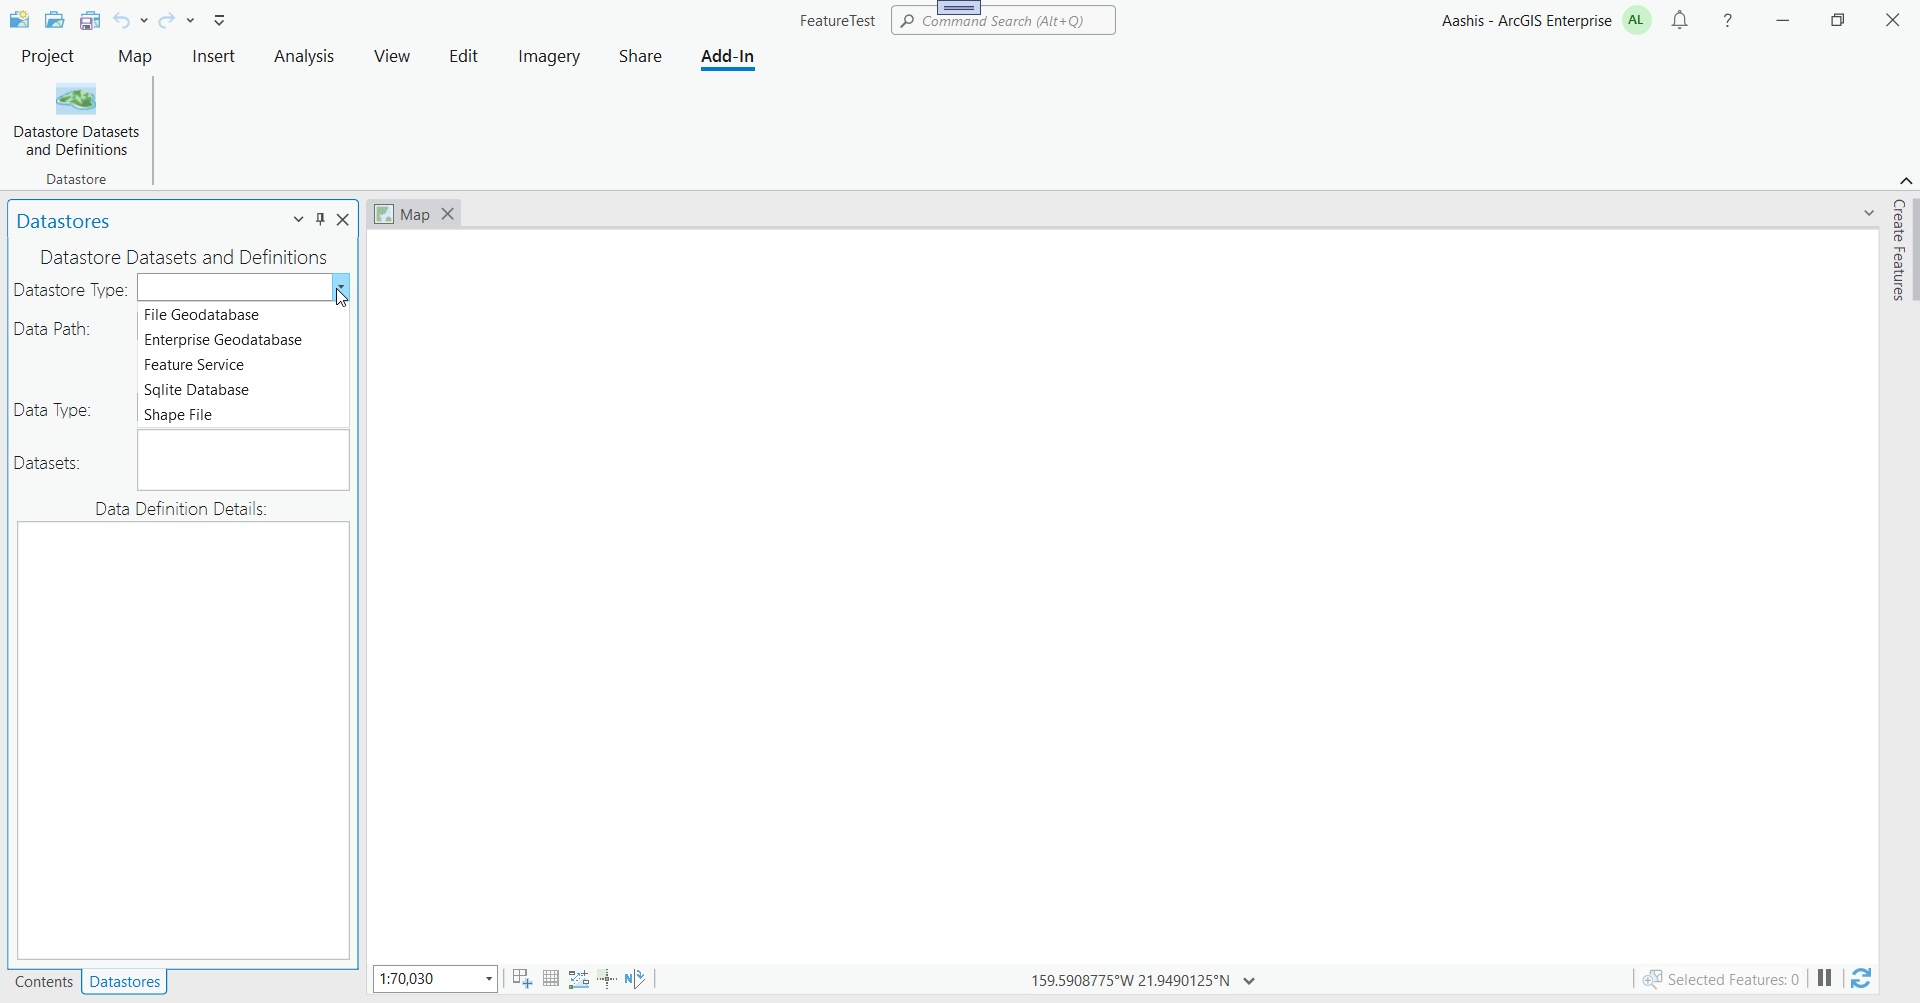 FeatureTest
Command Search (Alt+Q)
Aashis - ArcGIS Enterprise
AL
?
Project Map Insert Analysis View Edit Imagery Share Add-In
Datastore Datasets
and Definitions
Datastore
Datastores
Map
Create Features
Datastore Datasets and Definitions
Datastore Type:
File Geodatabase
Enterprise Geodatabase
Feature Service
Sqlite Database
Shape File
Data Path:
Data Type:
Datasets:
Data Definition Details:
Contents
Datastores
1:70,030
N
159.5908775°W 21.9490125°N
Selected Features: 0